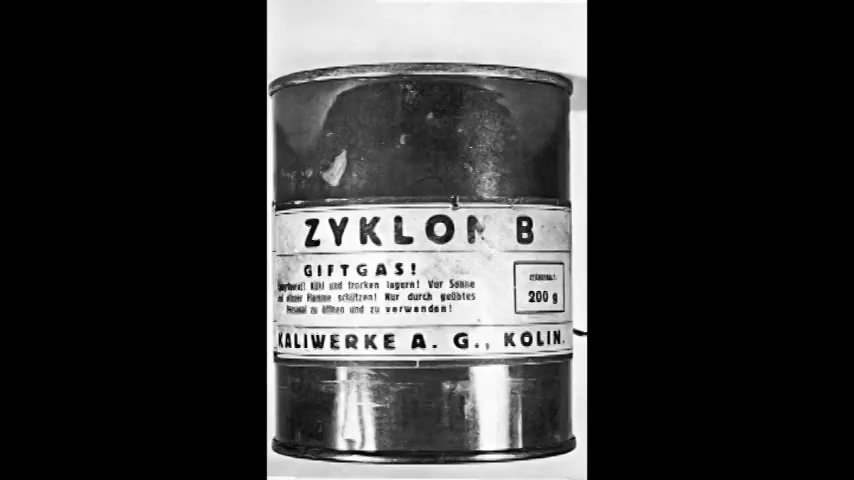 ZYKLON B
GIFTGAS!
Kühl und trocken lagern! Vor Sonne
und offener Flamme schützen! Nur durch geübtes
Personal zu öffnen und zu verwenden!
200 g
KALIWERKE A. G., KOLIN.